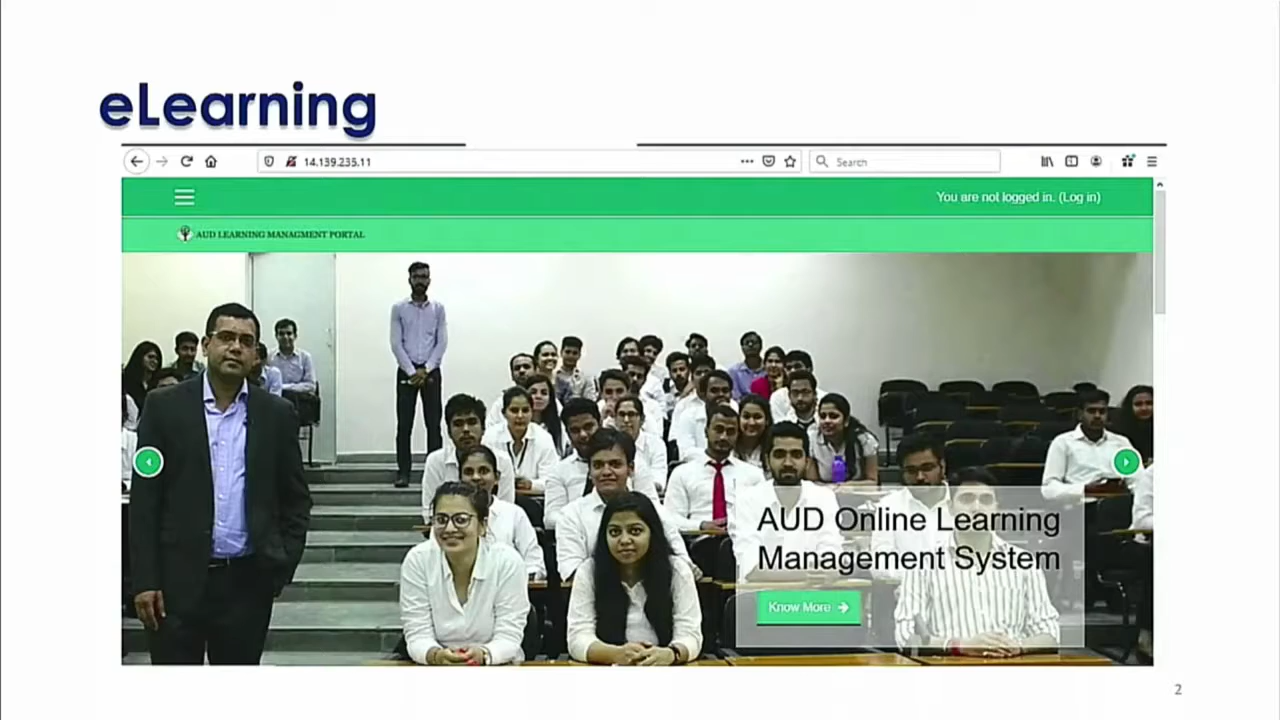 eLearning
14.139.235.11
Search
You are not logged in. (Log in)
AUD LEARNING MANAGMENT PORTAL
AUD Online Learning
Management System
Know More
2